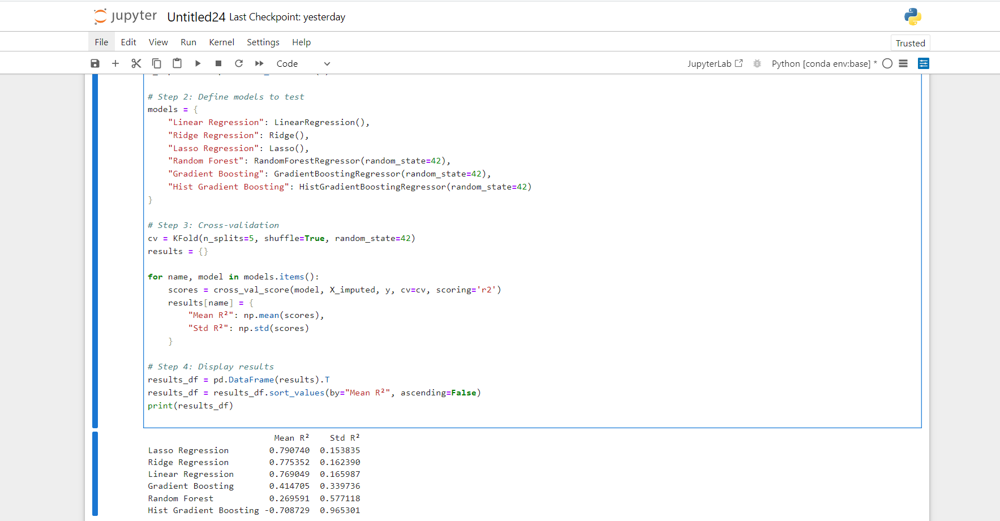 jupyter Untitled24 Last Checkpoint: yesterday
File Edit View Run Kernel Settings Help Trusted
Code JupyterLab Python [conda env:base] *
# Step 2: Define models to test
models = {
    "Linear Regression": LinearRegression(),
    "Ridge Regression": Ridge(),
    "Lasso Regression": Lasso(),
    "Random Forest": RandomForestRegressor(random_state=42),
    "Gradient Boosting": GradientBoostingRegressor(random_state=42),
    "Hist Gradient Boosting": HistGradientBoostingRegressor(random_state=42)
}
# Step 3: Cross-validation
cv = KFold(n_splits=5, shuffle=True, random_state=42)
results = {}
for name, model in models.items():
    scores = cross_val_score(model, X_imputed, y, cv=cv, scoring='r2')
    results[name] = {
        "Mean R²": np.mean(scores),
        "Std R²": np.std(scores)
    }
# Step 4: Display results
results_df = pd.DataFrame(results).T
results_df = results_df.sort_values(by="Mean R²", ascending=False)
print(results_df)
Mean R² Std R²
Lasso Regression 0.790740 0.153835
Ridge Regression 0.775352 0.162390
Linear Regression 0.769049 0.165987
Gradient Boosting 0.414705 0.339736
Random Forest 0.269591 0.577118
Hist Gradient Boosting -0.708729 0.965301